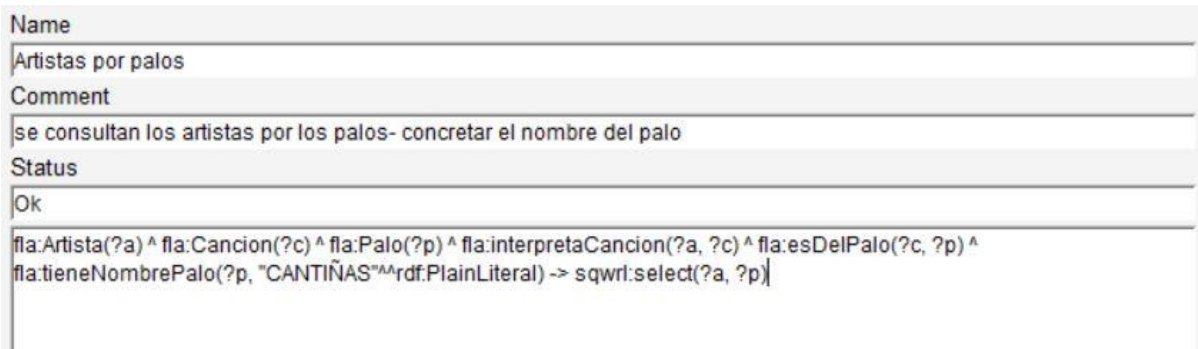 Name
Artistas por palos
Comment
se consultan los artistas por los palos- concretar el nombre del palo
Status
Ok
fla:Artista(?a) ^ fla:Cancion(?c) ^ fla:Palo(?p) ^ fla:interpretaCancion(?a, ?c) ^ fla:esDelPalo(?c, ?p) ^
fla:tieneNombrePalo(?p, "CANTIÑAS"^^rdf:PlainLiteral) -> sqwrl:select(?a, ?p)